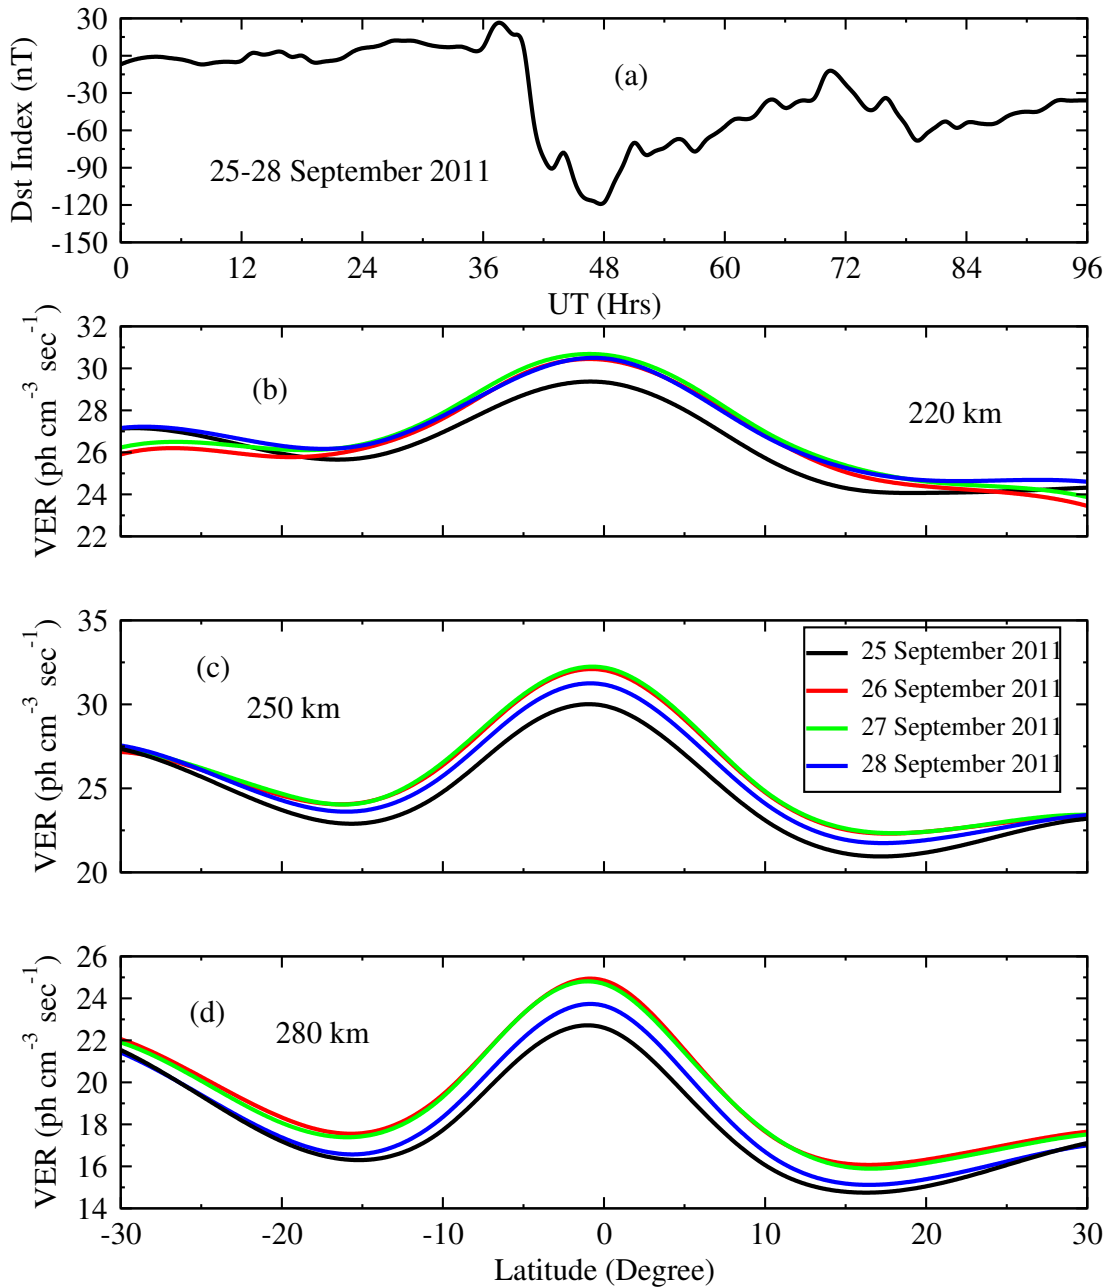 30
0
-30
-60
-90
-120
-150
Dst Index (nT)
(a)
25-28 September 2011
0 12 24 36 48 60 72 84 96
UT (Hrs)
32
30
28
26
24
22
VER (ph cm⁻³ sec⁻¹)
(b)
220 km
35
30
25
20
VER (ph cm⁻³ sec⁻¹)
(c)
250 km
25 September 2011
26 September 2011
27 September 2011
28 September 2011
26
24
22
20
18
16
14
VER (ph cm⁻³ sec⁻¹)
(d)
280 km
-30 -20 -10 0 10 20 30
Latitude (Degree)